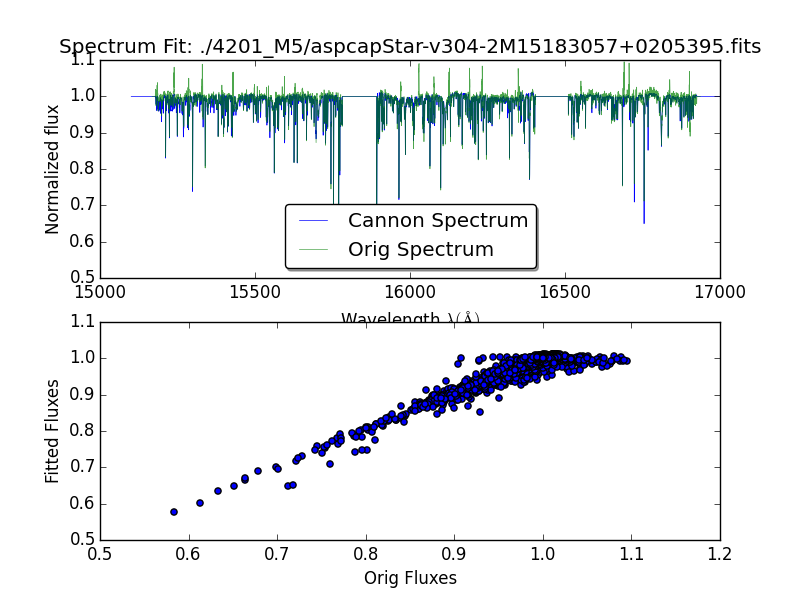 Spectrum Fit: ./4201_M5/aspcapStar-v304-2M15183057+0205395.fits
1.1
1.0
0.9
0.8
0.7
0.6
0.5
Normalized flux
Cannon Spectrum
Orig Spectrum
15000 15500 16000 16500 17000
Wavelength λ(Å)
1.1
1.0
0.9
0.8
0.7
0.6
0.5
Fitted Fluxes
0.5 0.6 0.7 0.8 0.9 1.0 1.1 1.2
Orig Fluxes